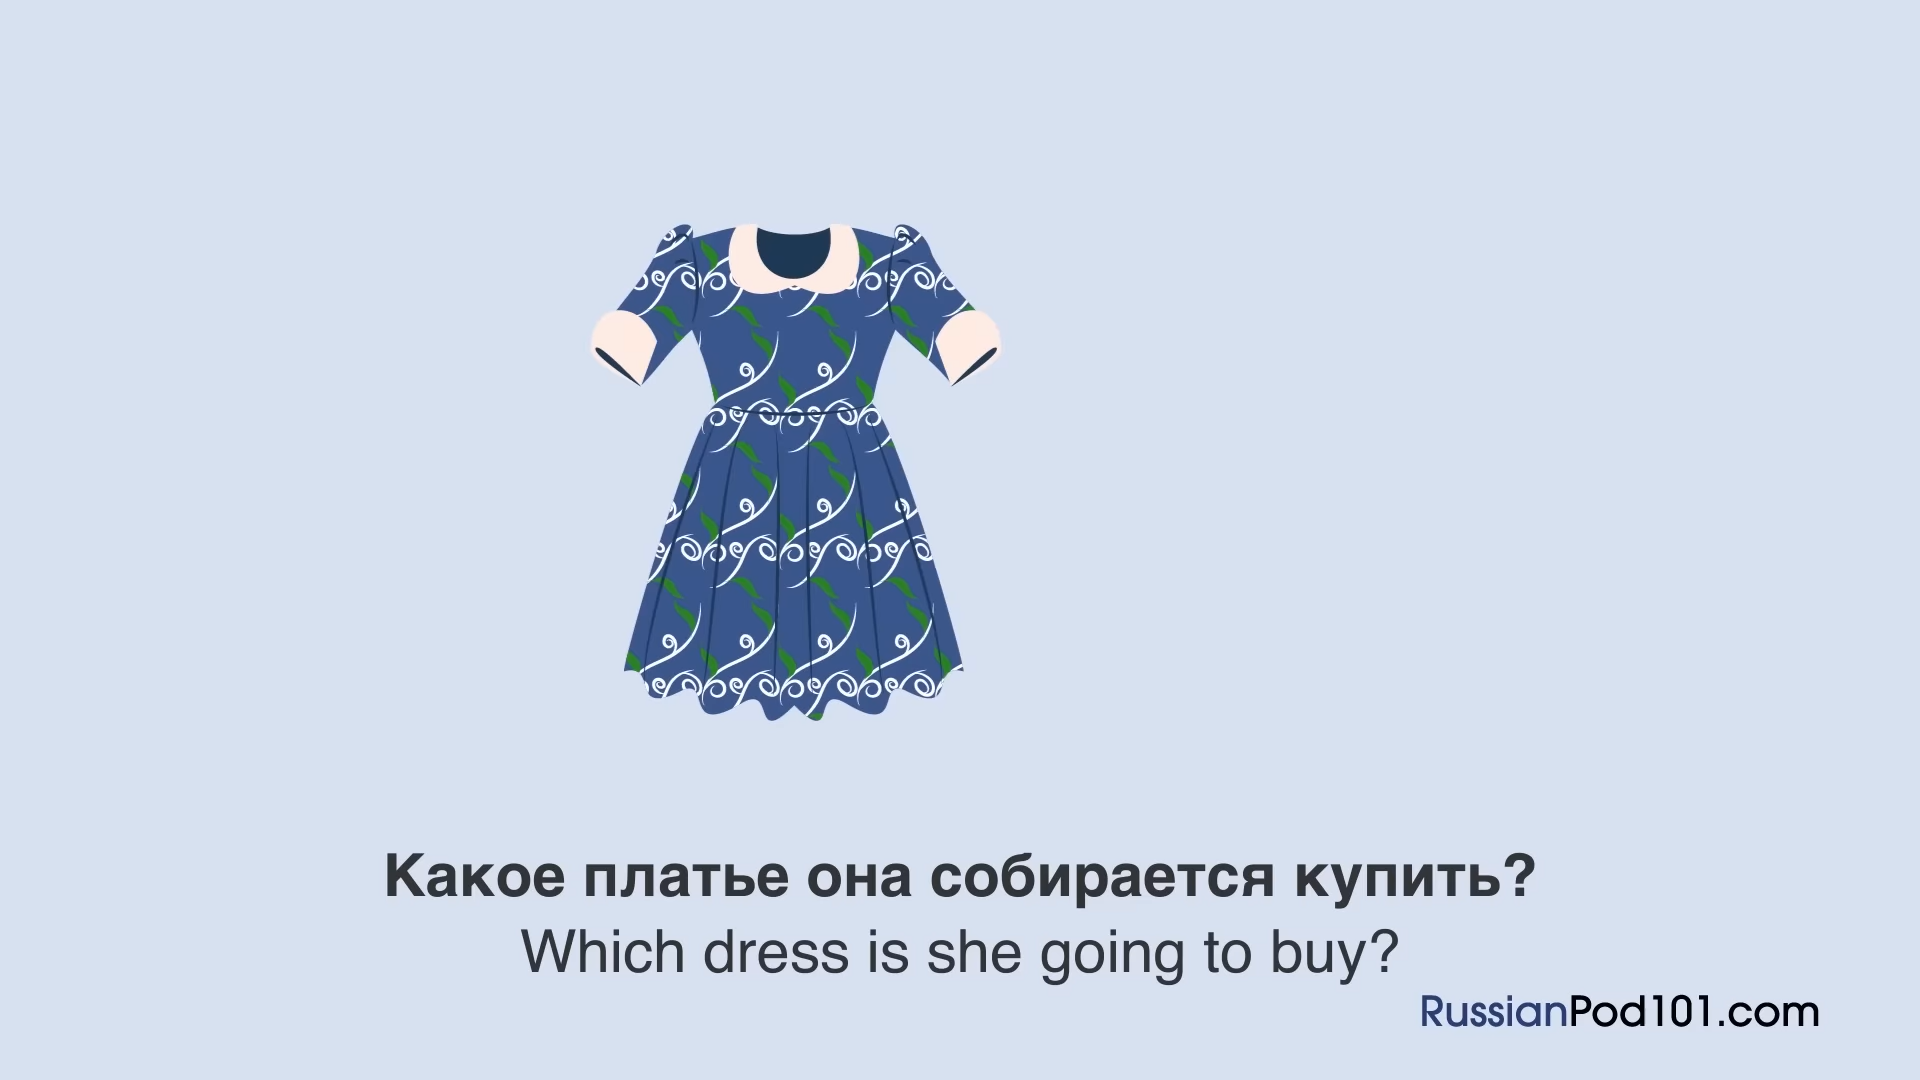 Какое платье она собирается купить?
Which dress is she going to buy?
RussianPod101.com